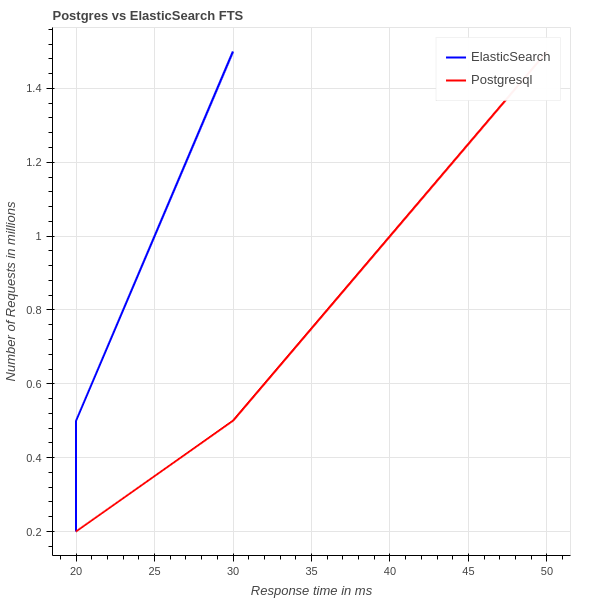 Postgres vs ElasticSearch FTS
ElasticSearch
Postgresql
1.4
1.2
1
0.8
0.6
0.4
0.2
Number of Requests in millions
20 25 30 35 40 45 50
Response time in ms